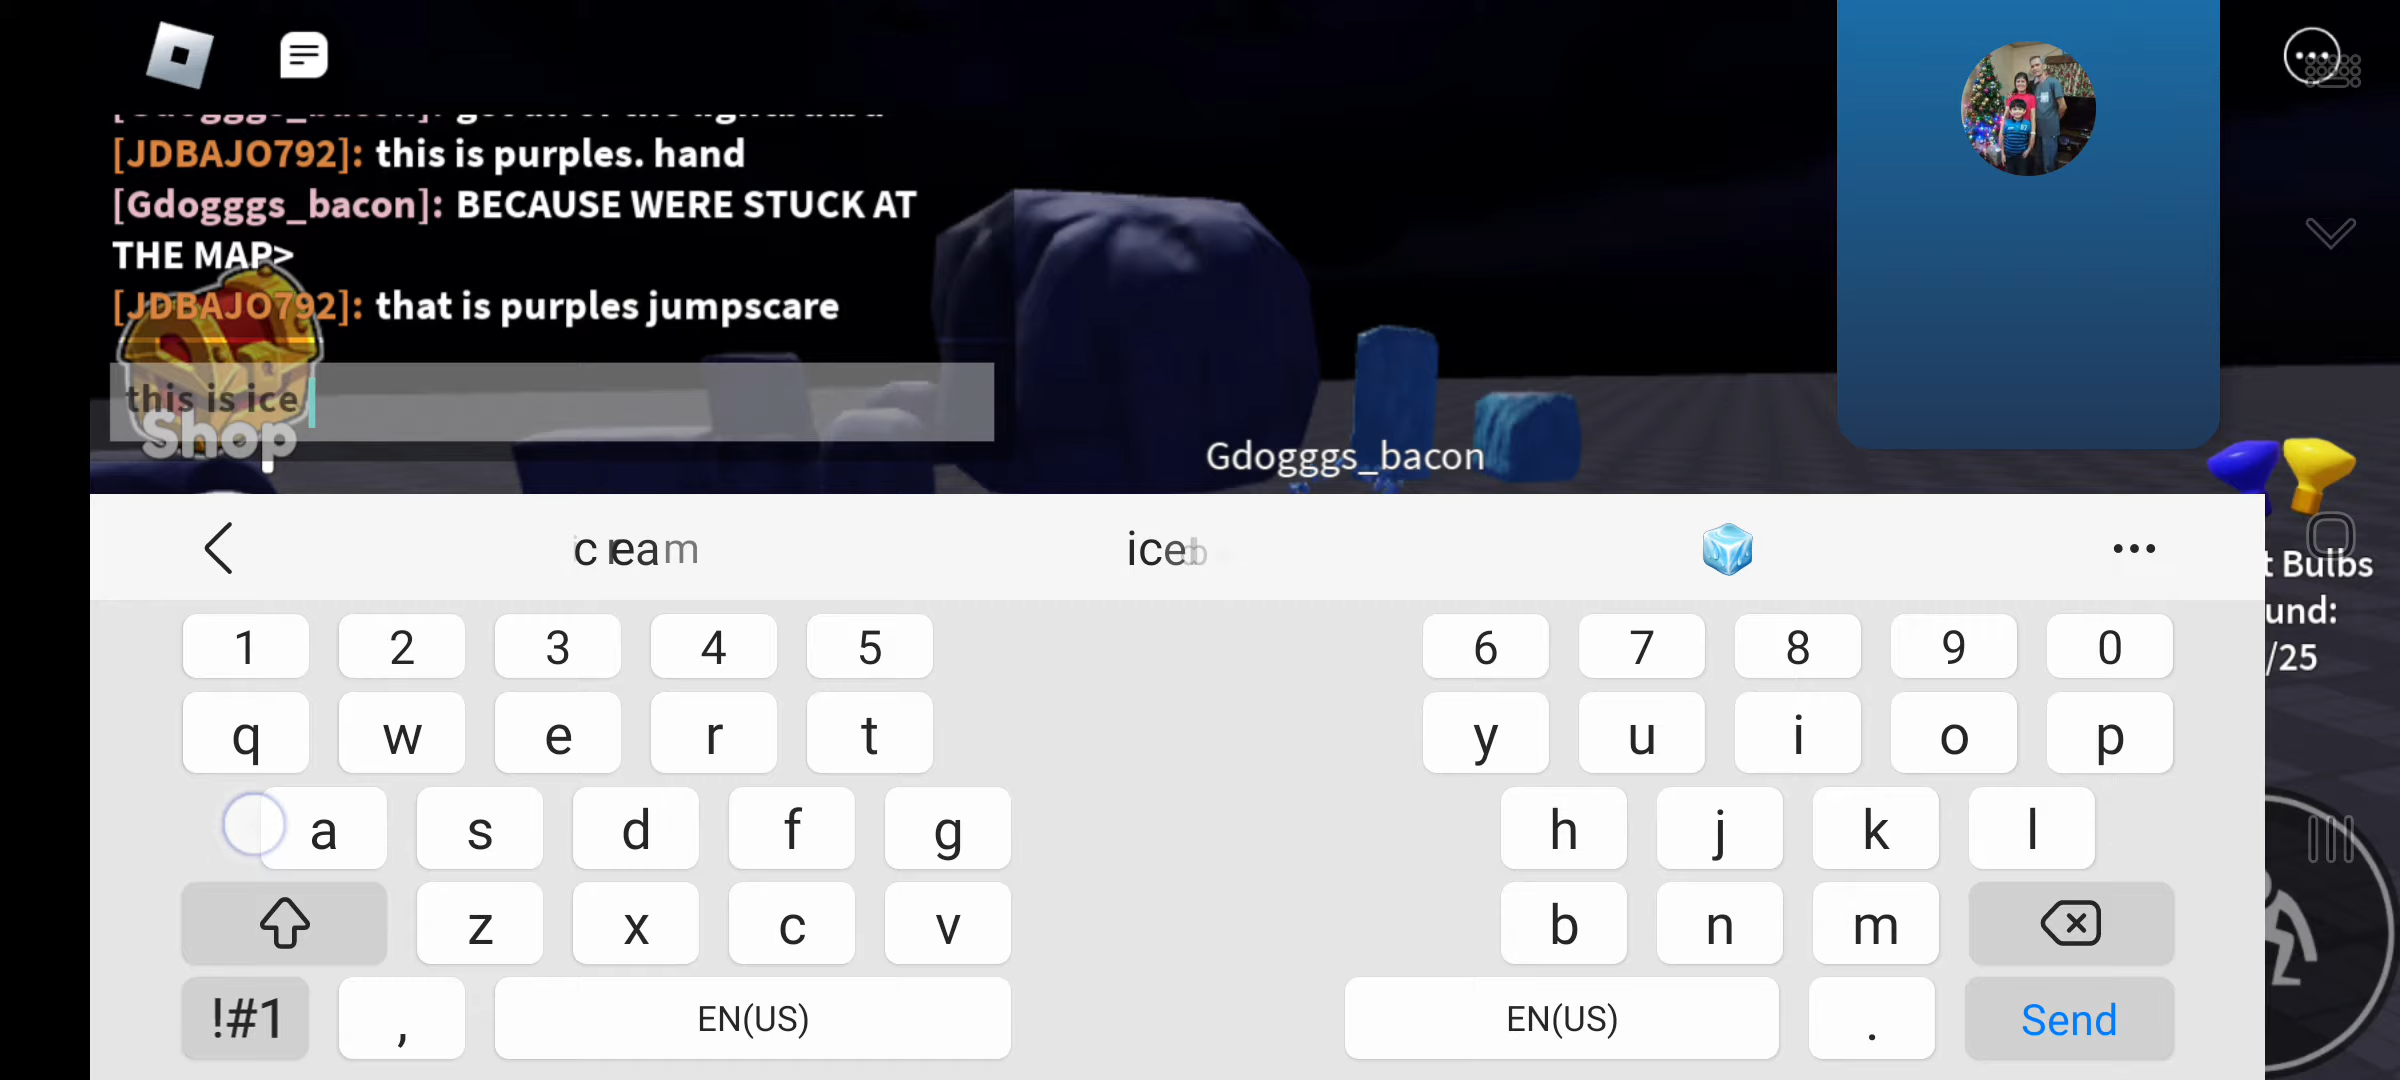 [JDBAJO792]: this is purples. hand
[Gdogggs_bacon]: BECAUSE WERE STUCK AT
THE MAP>
[JDBAJO792]: that is purples jumpscare
this is ice
Shop
Gdogggs_bacon
ice
t Bulbs
und:
/25
1 2 3 4 5 6 7 8 9 0
q w e r t y u i o p
a s d f g h j k l
z x c v b n m
!#1 , EN(US) EN(US) . Send